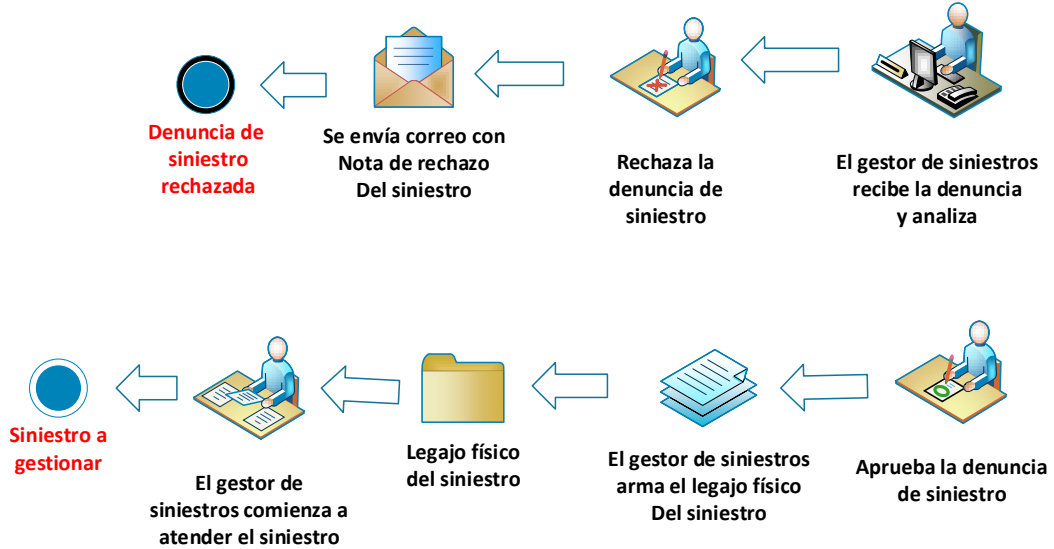 Denuncia de
siniestro
rechazada
Se envía correo con
Nota de rechazo
Del siniestro
Rechaza la
denuncia de
siniestro
El gestor de siniestros
recibe la denuncia
y analiza
Siniestro a
gestionar
El gestor de
siniestros comienza a
atender el siniestro
Legajo físico
del siniestro
El gestor de siniestros
arma el legajo físico
Del siniestro
Aprueba la denuncia
de siniestro